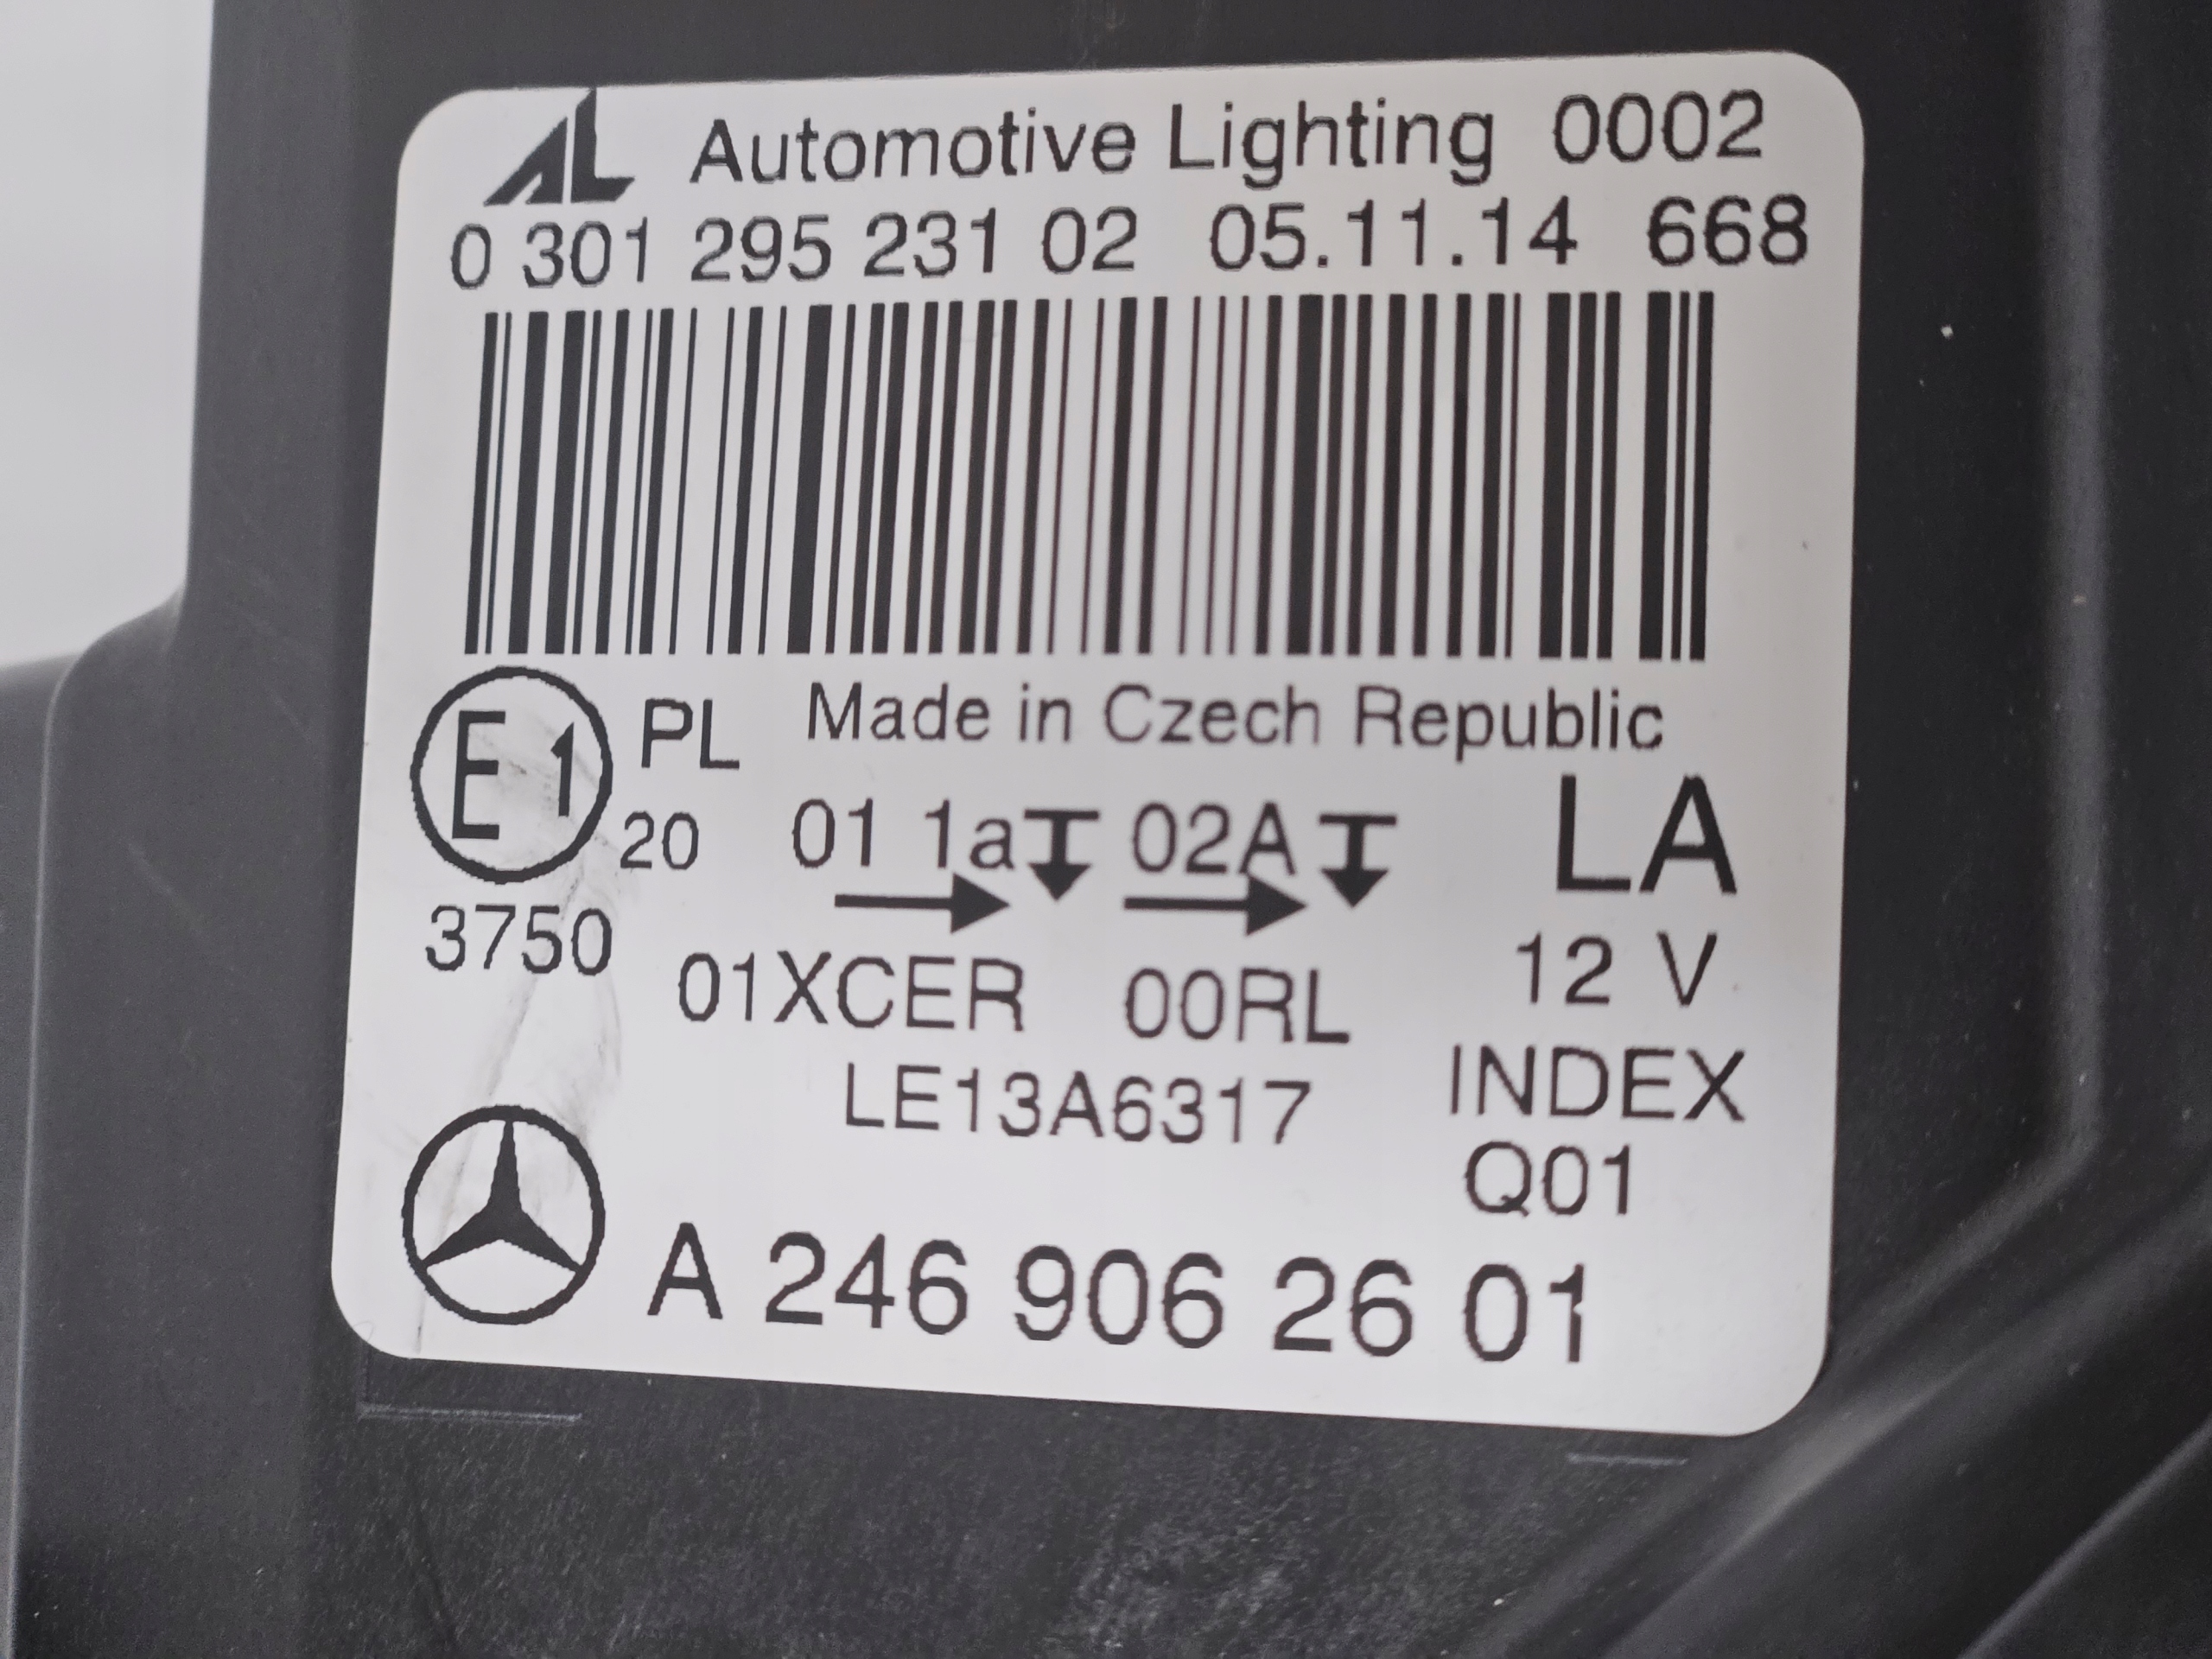 AL Automotive Lighting 0002
0 301 295 231 02 05.11.14 668
Made in Czech Republic
E1 PL
20 01 1a 02A LA
3750 01XCER 00RL 12 V
LE13A6317 INDEX
Q01
A 246 906 26 01